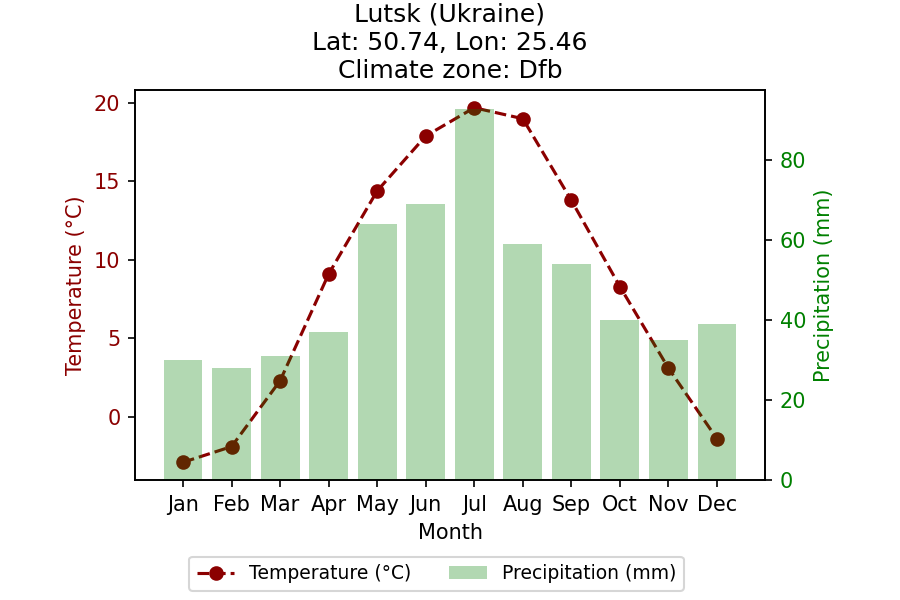 Lutsk (Ukraine)
Lat: 50.74, Lon: 25.46
Climate zone: Dfb
20
15
10
5
0
Temperature (°C)
80
60
40
20
0
Precipitation (mm)
Jan Feb Mar Apr May Jun Jul Aug Sep Oct Nov Dec
Month
Temperature (°C) Precipitation (mm)